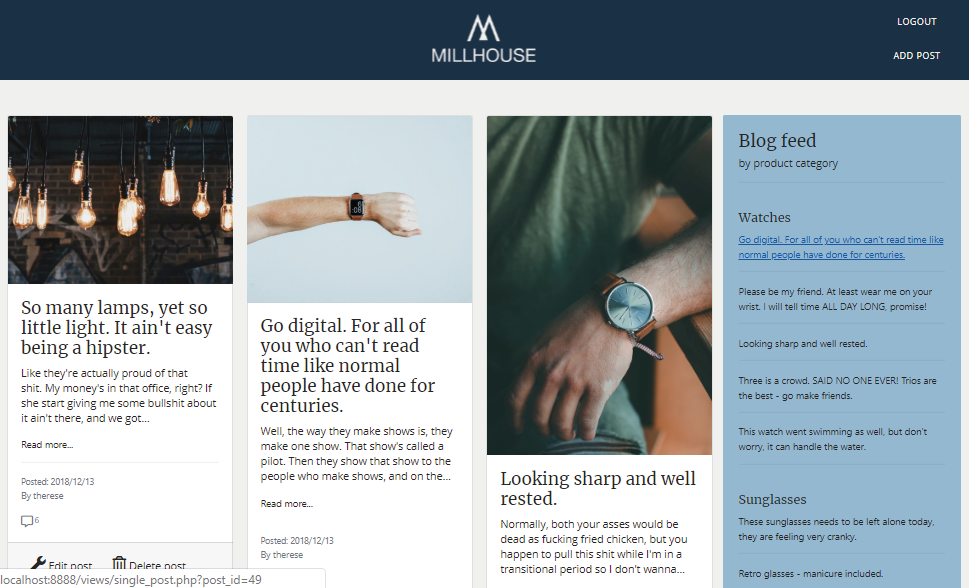 MILLHOUSE
LOGOUT
ADD POST
So many lamps, yet so
little light. It ain't easy
being a hipster.
Like they're actually proud of that
shit. My money's in that office, right? If
she start giving me some bullshit about
it ain't there, and we got...
Read more...
Posted: 2018/12/13
By therese
6
Edit post
Delete post
localhost:8888/views/single_post.php?post_id=49
Go digital. For all of
you who can't read
time like normal
people have done for
centuries.
Well, the way they make shows is, they
make one show. That show's called a
pilot. Then they show that show to the
people who make shows, and on the...
Read more...
Posted: 2018/12/13
By therese
Looking sharp and well
rested.
Normally, both your asses would be
dead as fucking fried chicken, but you
happen to pull this shit while I'm in a
transitional period so I don't wanna...
Blog feed
by product category
Watches
Go digital. For all of you who can't read time like
normal people have done for centuries.
Please be my friend. At least wear me on your
wrist. I will tell time ALL DAY LONG, promise!
Looking sharp and well rested.
Three is a crowd. SAID NO ONE EVER! Trios are
the best - go make friends.
This watch went swimming as well, but don't
worry, it can handle the water.
Sunglasses
These sunglasses needs to be left alone today,
they are feeling very cranky.
Retro glasses - manicure included.